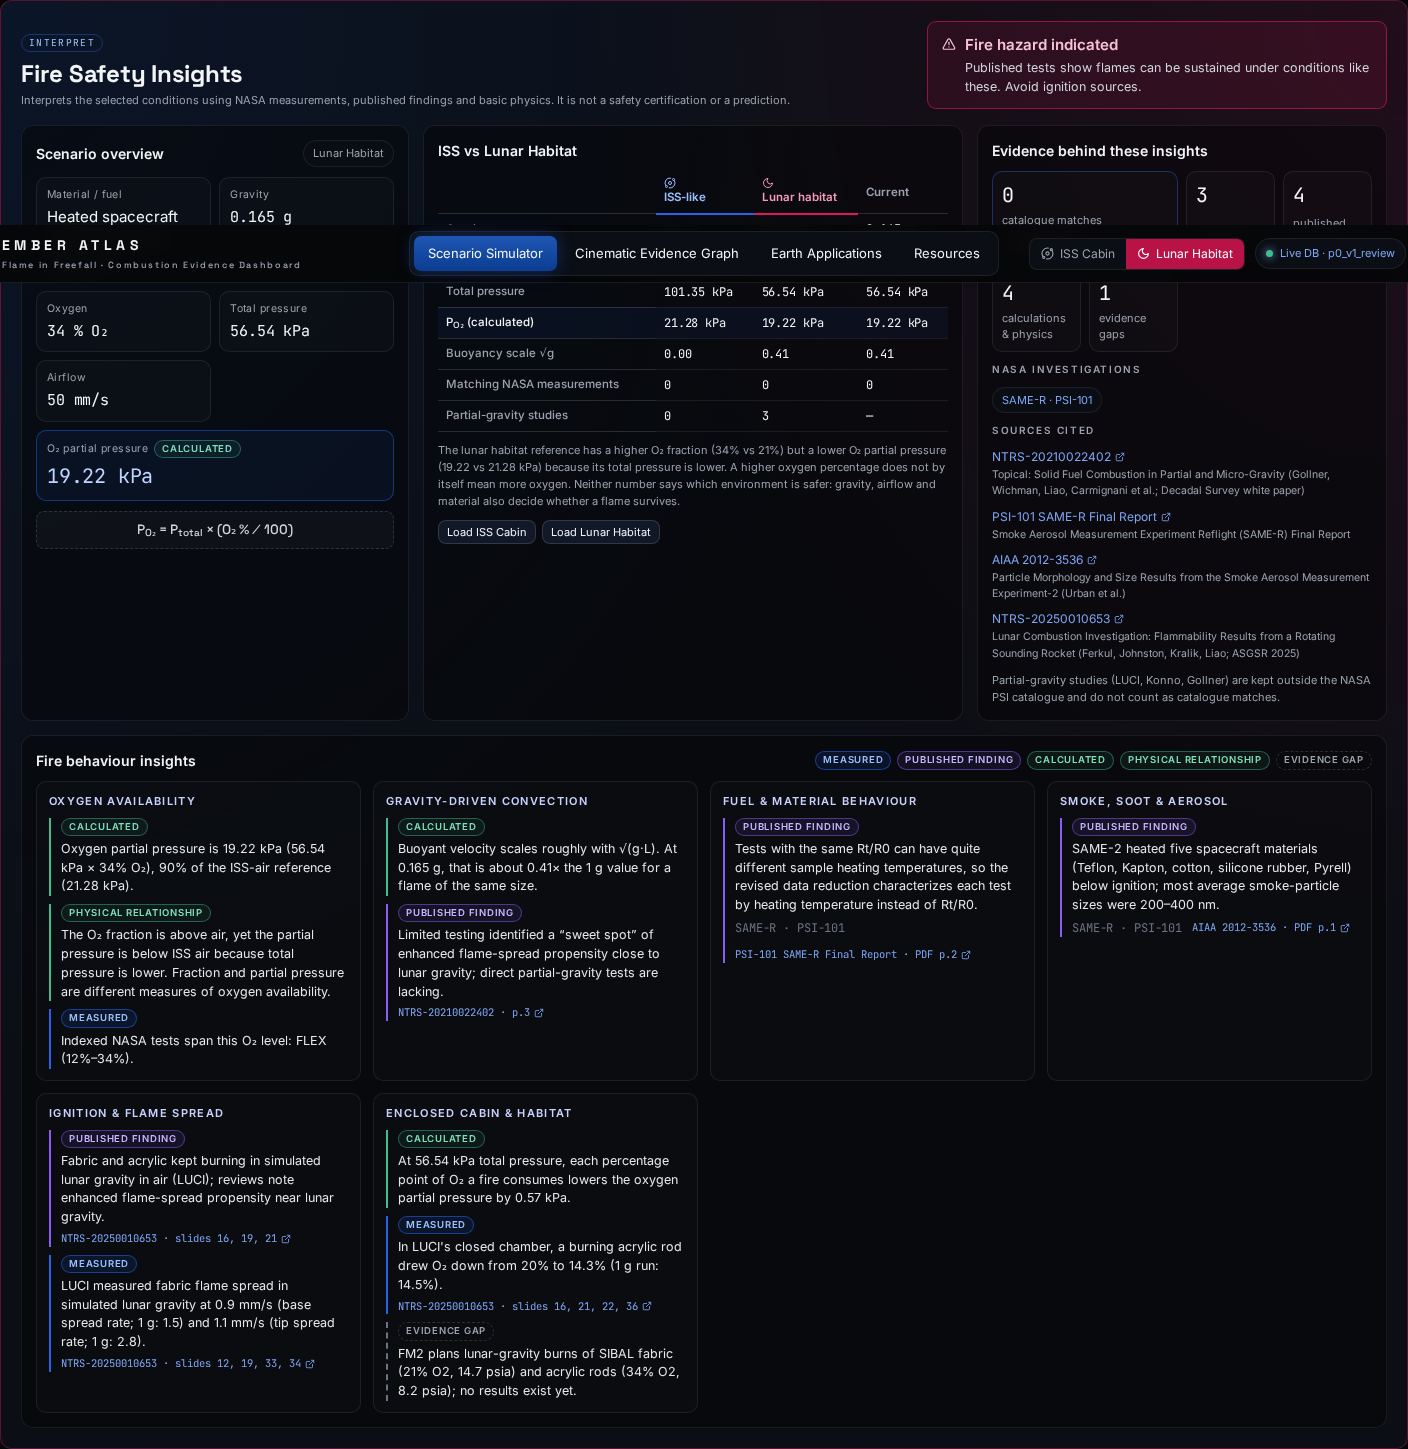 INTERPRET
Fire Safety Insights
Interprets the selected conditions using NASA measurements, published findings and basic physics. It is not a safety certification or a prediction.
Fire hazard indicated
Published tests show flames can be sustained under conditions like
these. Avoid ignition sources.
Scenario overview
Lunar Habitat
Material / fuel
Heated spacecraft
Gravity
0.165 g
ISS vs Lunar Habitat
ISS-like
Lunar habitat
Current
Evidence behind these insights
0
catalogue matches
3
4
published
EMBER ATLAS
Flame in Freefall · Combustion Evidence Dashboard
Scenario Simulator
Cinematic Evidence Graph
Earth Applications
Resources
ISS Cabin
Lunar Habitat
Live DB · p0_v1_review
Oxygen
34 % O₂
Total pressure
56.54 kPa
Airflow
50 mm/s
O₂ partial pressure CALCULATED
19.22 kPa
P_O₂ = P_total × (O₂ % / 100)
Total pressure 101.35 kPa 56.54 kPa 56.54 kPa
P_O₂ (calculated) 21.28 kPa 19.22 kPa 19.22 kPa
Buoyancy scale √g 0.00 0.41 0.41
Matching NASA measurements 0 0 0
Partial-gravity studies 0 3 —
The lunar habitat reference has a higher O₂ fraction (34% vs 21%) but a lower O₂ partial pressure
(19.22 vs 21.28 kPa) because its total pressure is lower. A higher oxygen percentage does not by
itself mean more oxygen. Neither number says which environment is safer: gravity, airflow and
material also decide whether a flame survives.
Load ISS Cabin
Load Lunar Habitat
4
calculations
& physics
1
evidence
gaps
NASA INVESTIGATIONS
SAME-R · PSI-101
SOURCES CITED
NTRS-20210022402
Topical: Solid Fuel Combustion in Partial and Micro-Gravity (Gollner,
Wichman, Liao, Carmignani et al.; Decadal Survey white paper)
PSI-101 SAME-R Final Report
Smoke Aerosol Measurement Experiment Reflight (SAME-R) Final Report
AIAA 2012-3536
Particle Morphology and Size Results from the Smoke Aerosol Measurement
Experiment-2 (Urban et al.)
NTRS-20250010653
Lunar Combustion Investigation: Flammability Results from a Rotating
Sounding Rocket (Ferkul, Johnston, Kralik, Liao; ASGSR 2025)
Partial-gravity studies (LUCI, Konno, Gollner) are kept outside the NASA
PSI catalogue and do not count as catalogue matches.
Fire behaviour insights
MEASURED
PUBLISHED FINDING
CALCULATED
PHYSICAL RELATIONSHIP
EVIDENCE GAP
OXYGEN AVAILABILITY
CALCULATED
Oxygen partial pressure is 19.22 kPa (56.54
kPa × 34% O₂), 90% of the ISS-air reference
(21.28 kPa).
PHYSICAL RELATIONSHIP
The O₂ fraction is above air, yet the partial
pressure is below ISS air because total
pressure is lower. Fraction and partial pressure
are different measures of oxygen availability.
MEASURED
Indexed NASA tests span this O₂ level: FLEX
(12%–34%).
GRAVITY-DRIVEN CONVECTION
CALCULATED
Buoyant velocity scales roughly with √(g·L). At
0.165 g, that is about 0.41× the 1 g value for a
flame of the same size.
PUBLISHED FINDING
Limited testing identified a “sweet spot” of
enhanced flame-spread propensity close to
lunar gravity; direct partial-gravity tests are
lacking.
NTRS-20210022402 · p.3
FUEL & MATERIAL BEHAVIOUR
PUBLISHED FINDING
Tests with the same Rt/R0 can have quite
different sample heating temperatures, so the
revised data reduction characterizes each test
by heating temperature instead of Rt/R0.
SAME-R · PSI-101
PSI-101 SAME-R Final Report · PDF p.2
SMOKE, SOOT & AEROSOL
PUBLISHED FINDING
SAME-2 heated five spacecraft materials
(Teflon, Kapton, cotton, silicone rubber, Pyrell)
below ignition; most average smoke-particle
sizes were 200–400 nm.
SAME-R · PSI-101 AIAA 2012-3536 · PDF p.1
IGNITION & FLAME SPREAD
PUBLISHED FINDING
Fabric and acrylic kept burning in simulated
lunar gravity in air (LUCI); reviews note
enhanced flame-spread propensity near lunar
gravity.
NTRS-20250010653 · slides 16, 19, 21
MEASURED
LUCI measured fabric flame spread in
simulated lunar gravity at 0.9 mm/s (base
spread rate; 1 g: 1.5) and 1.1 mm/s (tip spread
rate; 1 g: 2.8).
NTRS-20250010653 · slides 12, 19, 33, 34
ENCLOSED CABIN & HABITAT
CALCULATED
At 56.54 kPa total pressure, each percentage
point of O₂ a fire consumes lowers the oxygen
partial pressure by 0.57 kPa.
MEASURED
In LUCI's closed chamber, a burning acrylic rod
drew O₂ down from 20% to 14.3% (1 g run:
14.5%).
NTRS-20250010653 · slides 16, 21, 22, 36
EVIDENCE GAP
FM2 plans lunar-gravity burns of SIBAL fabric
(21% O2, 14.7 psia) and acrylic rods (34% O2,
8.2 psia); no results exist yet.